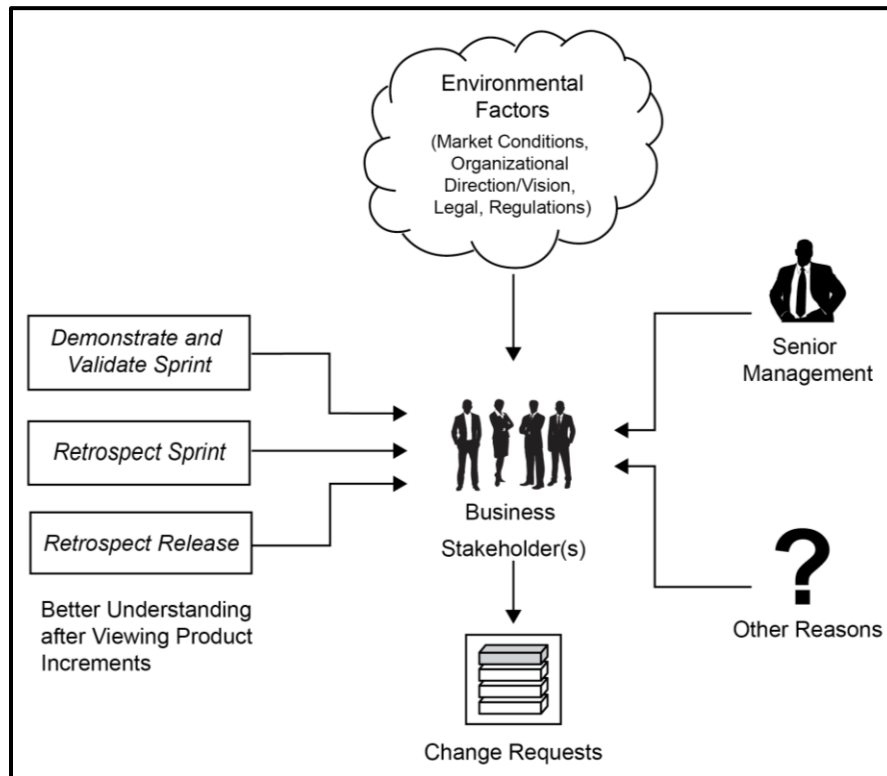 Environmental
Factors
(Market Conditions,
Organizational
Direction/Vision,
Legal, Regulations)
Demonstrate and
Validate Sprint
Retrospect Sprint
Retrospect Release
Better Understanding
after Viewing Product
Increments
Business
Stakeholder(s)
Senior
Management
?
Other Reasons
Change Requests